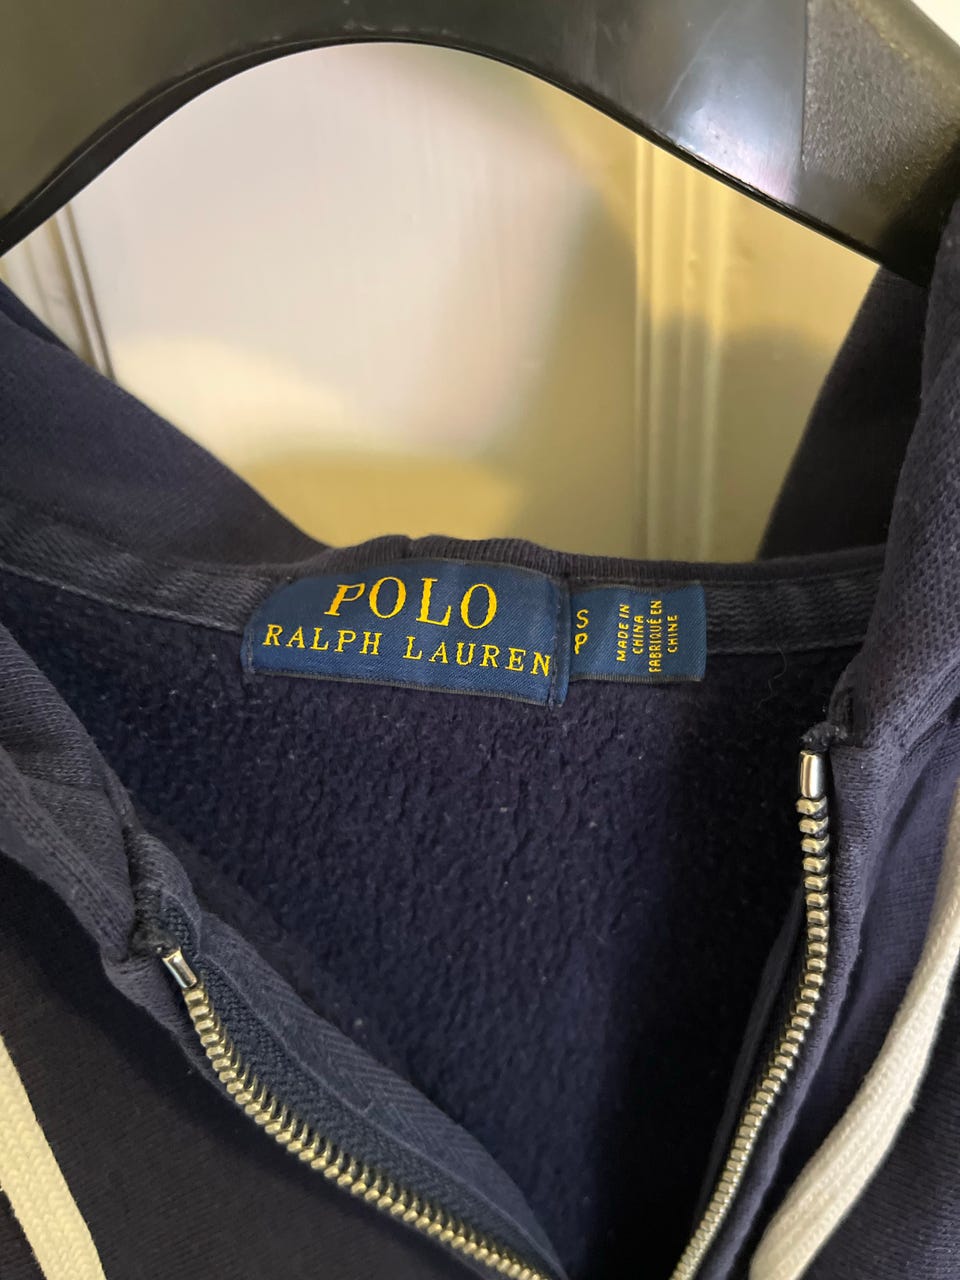 POLO
RALPH LAUREN
S
P
MADE IN
CHINA
FABRIQUÉ EN
CHINE